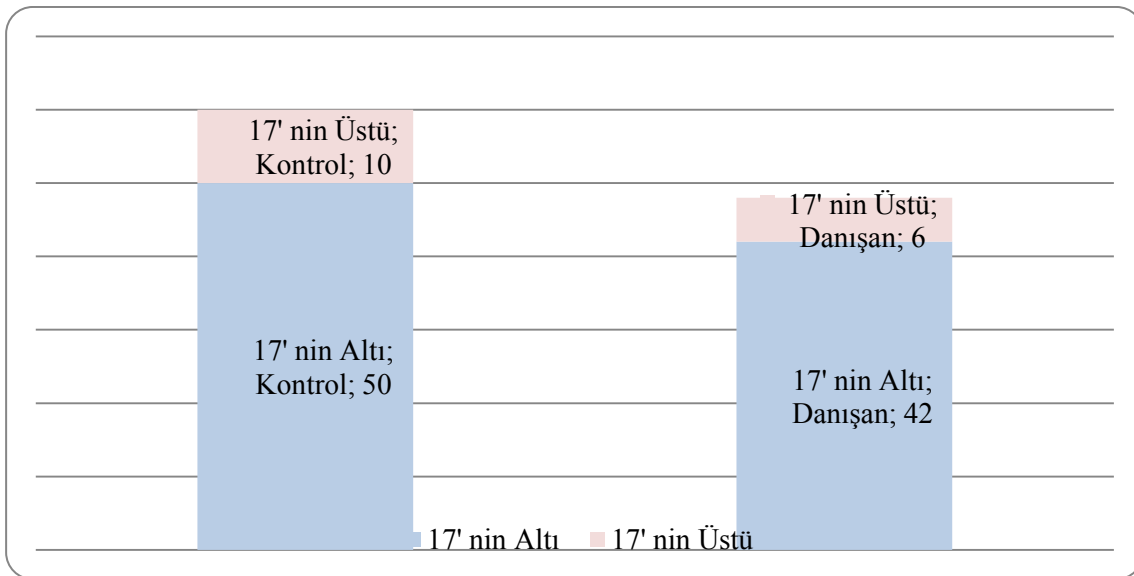 17' nin Üstü;
Kontrol; 10
17' nin Üstü;
Danışan; 6
17' nin Altı;
Kontrol; 50
17' nin Altı;
Danışan; 42
17' nin Altı
17' nin Üstü